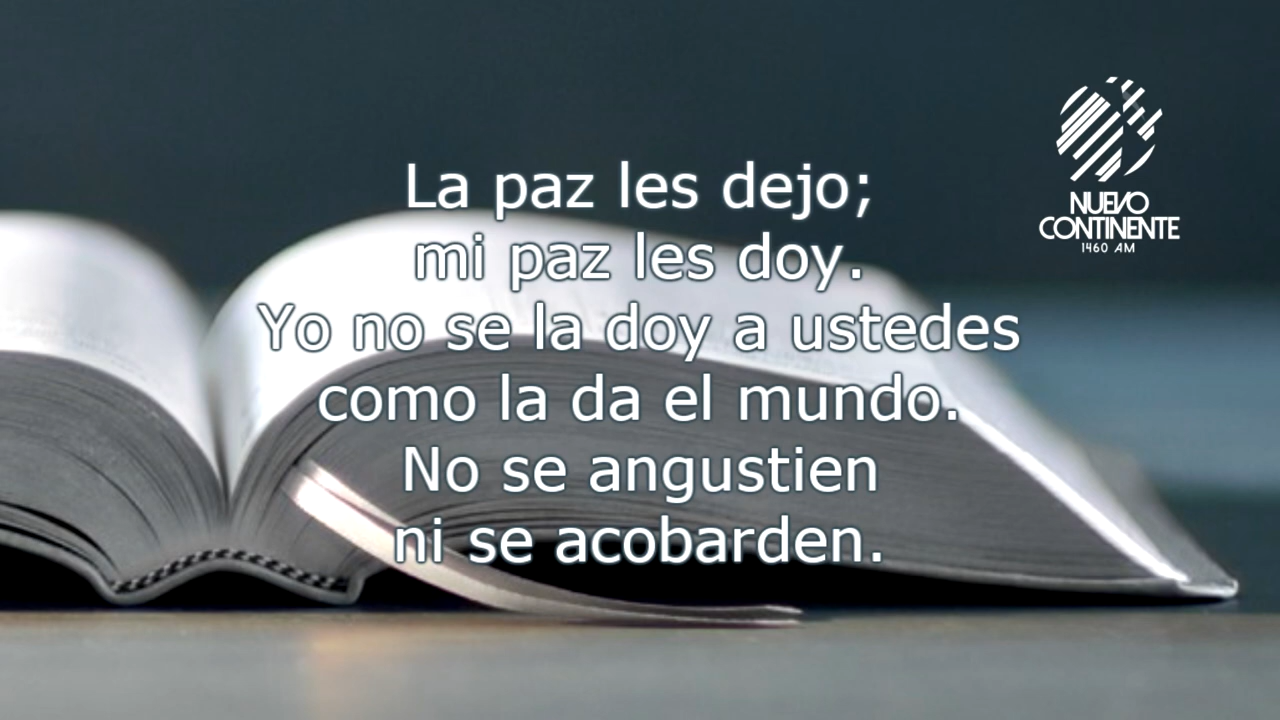 La paz les dejo;
mi paz les doy.
Yo no se la doy a ustedes
como la da el mundo.
No se angustien
ni se acobarden.
NUEVO
CONTINENTE
1460 AM